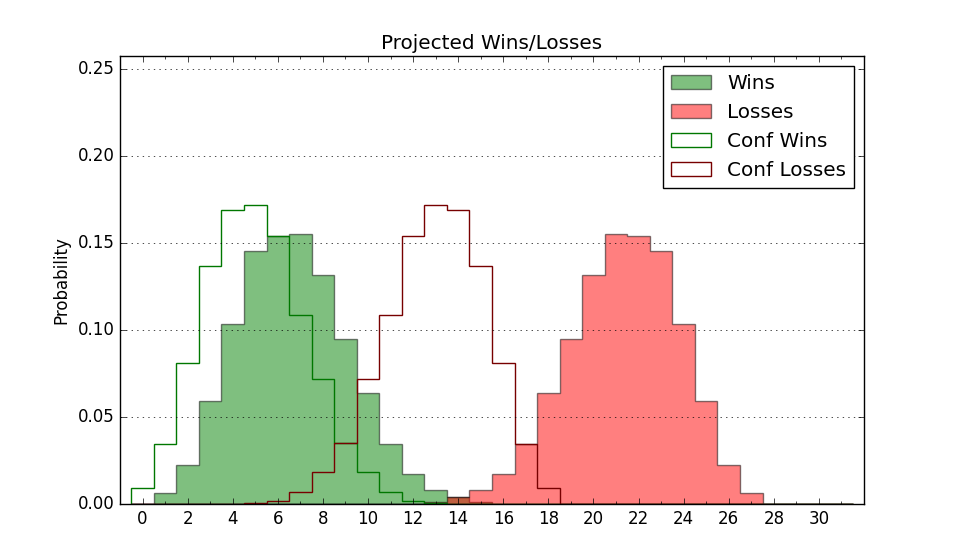 Projected Wins/Losses
Wins
Losses
Conf Wins
Conf Losses
Probability
0.25
0.20
0.15
0.10
0.05
0.00
0 2 4 6 8 10 12 14 16 18 20 22 24 26 28 30